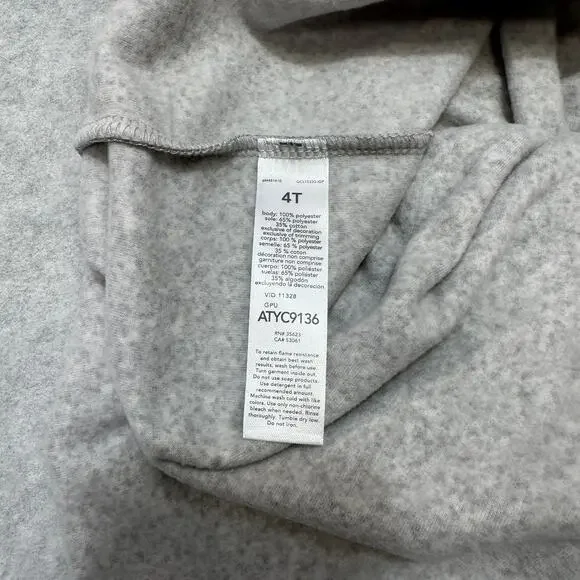 4T
body: 100% polyester
sole: 65% polyester
35% cotton
exclusive of decoration
exclusive of trimming
corps: 100 % polyester
semelle: 65 % polyester
35 % coton
décoration non comprise
garniture non comprise
cuerpo: 100% poliéster
suelas: 65% poliéster
35% algodón
excluyendo la decoración
VID 11328
GPU
ATYC9136
RN# 35623
CA# 53061
To retain flame resistance
and obtain best wash
results, wash before use.
Turn garment inside out.
Do not use soap products.
Use detergent in full
recommended amount.
Machine wash cold with like
colors. Use only non-chlorine
bleach when needed. Rinse
thoroughly. Tumble dry low.
Do not iron.